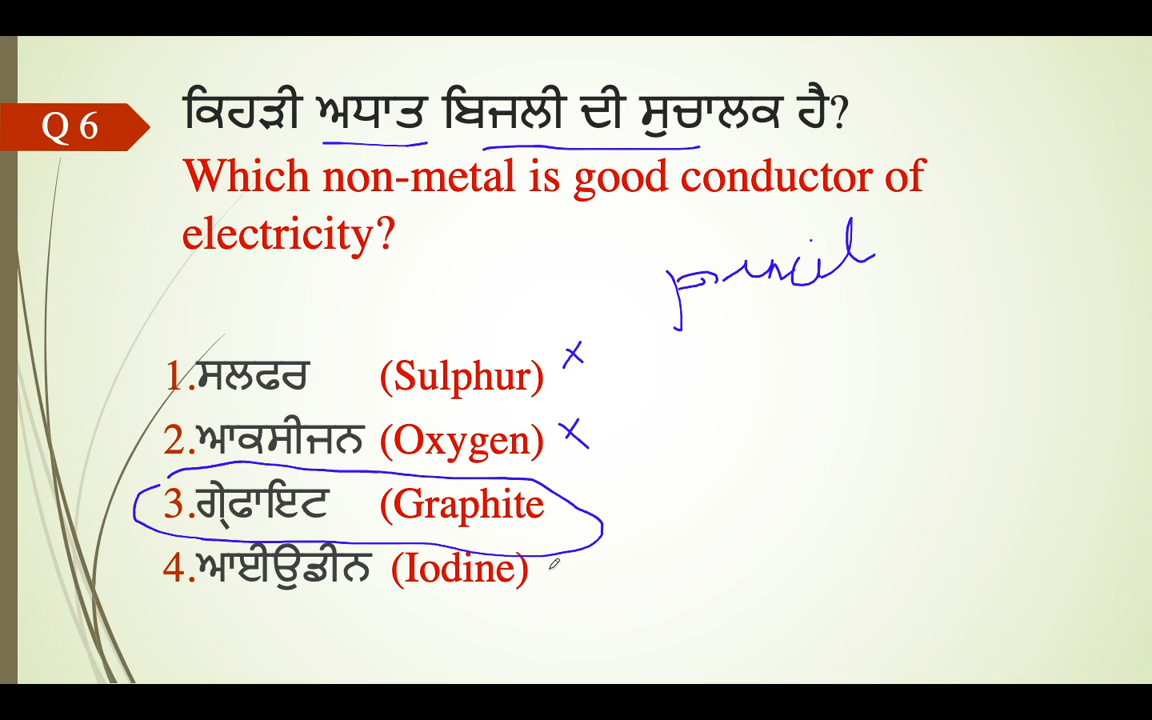 Q 6
ਕਿਹੜੀ ਅਧਾਤ ਬਿਜਲੀ ਦੀ ਸੁਚਾਲਕ ਹੈ?
Which non-metal is good conductor of
electricity?
pencil
1.ਸਲਫਰ (Sulphur) ×
2.ਆਕਸੀਜਨ (Oxygen) ×
3.ਗ੍ਰੇਫਾਇਟ (Graphite
4.ਆਈਉਡੀਨ (Iodine)